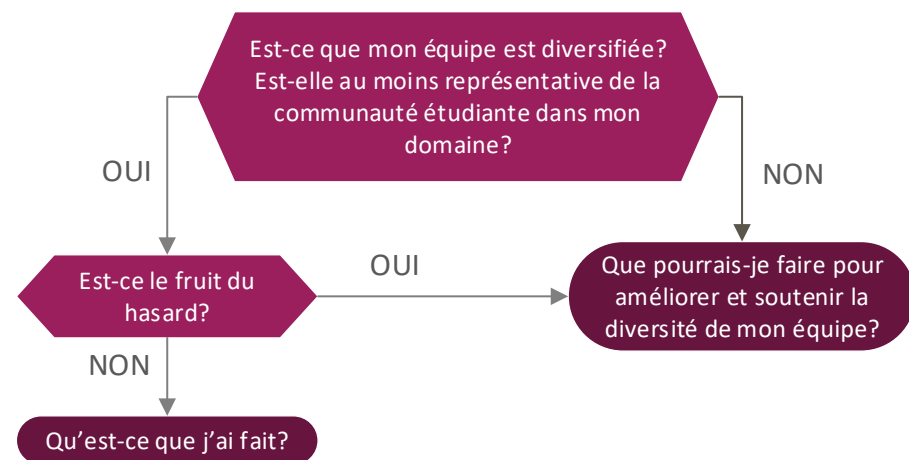 Est-ce que mon équipe est diversifiée?
Est-elle au moins représentative de la
communauté étudiante dans mon
domaine?
OUI
NON
Est-ce le fruit du
hasard?
OUI
Que pourrais-je faire pour
améliorer et soutenir la
diversité de mon équipe?
NON
Qu’est-ce que j’ai fait?